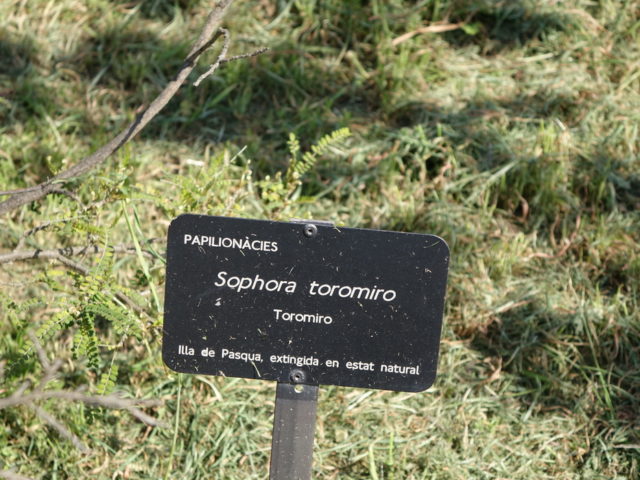 PAPILIONÀCIES
Sophora toromiro
Toromiro
Illa de Pasqua, extingida en estat natural